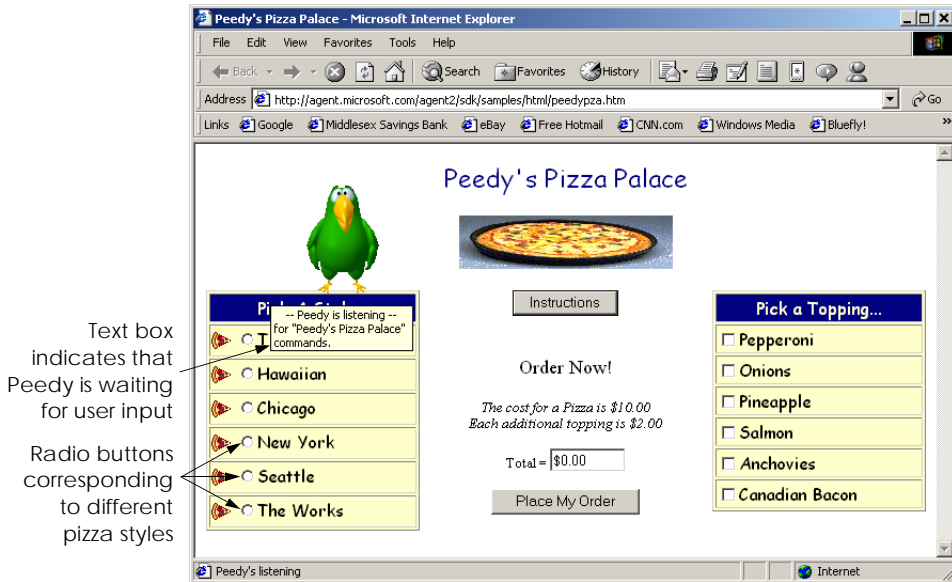 Peedy's Pizza Palace - Microsoft Internet Explorer
File Edit View Favorites Tools Help
Back Search Favorites History
Address http://agent.microsoft.com/agent2/sdk/samples/html/peedypza.htm Go
Links Google Middlesex Savings Bank eBay Free Hotmail CNN.com Windows Media Bluefly! »
Peedy's Pizza Palace
Instructions
-- Peedy is listening --
for "Peedy's Pizza Palace"
commands.
Hawaiian
Chicago
New York
Seattle
The Works
Order Now!
The cost for a Pizza is $10.00
Each additional topping is $2.00
Total = $0.00
Place My Order
Pick a Topping...
Pepperoni
Onions
Pineapple
Salmon
Anchovies
Canadian Bacon
Peedy's listening Internet
Text box
indicates that
Peedy is waiting
for user input
Radio buttons
corresponding
to different
pizza styles